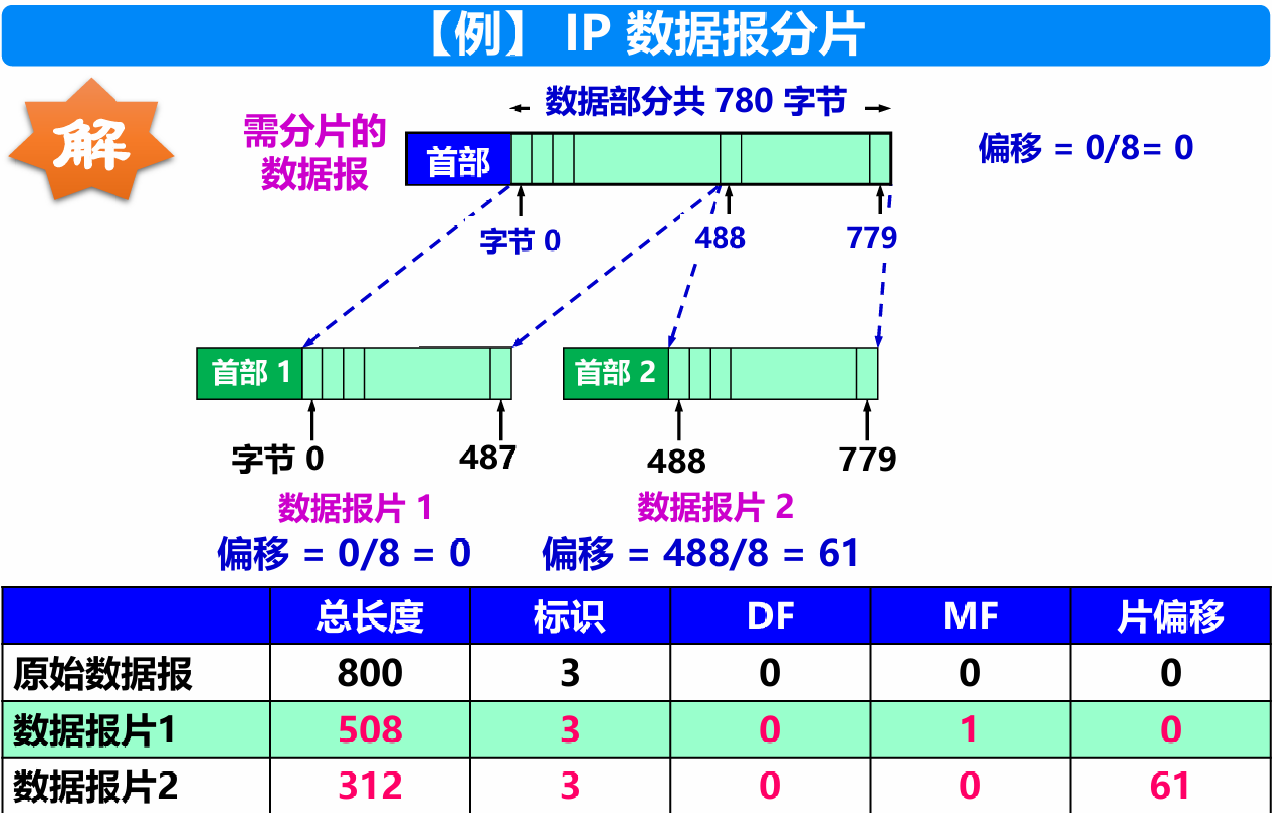 【例】 IP 数据报分片
解
数据部分共 780 字节
需分片的
数据报
首部
偏移 = 0/8= 0
字节 0
488
779
首部 1
首部 2
字节 0
487
488
779
数据报片 1
数据报片 2
偏移 = 0/8 = 0
偏移 = 488/8 = 61
总长度 标识 DF MF 片偏移
原始数据报 800 3 0 0 0
数据报片1 508 3 0 1 0
数据报片2 312 3 0 0 61